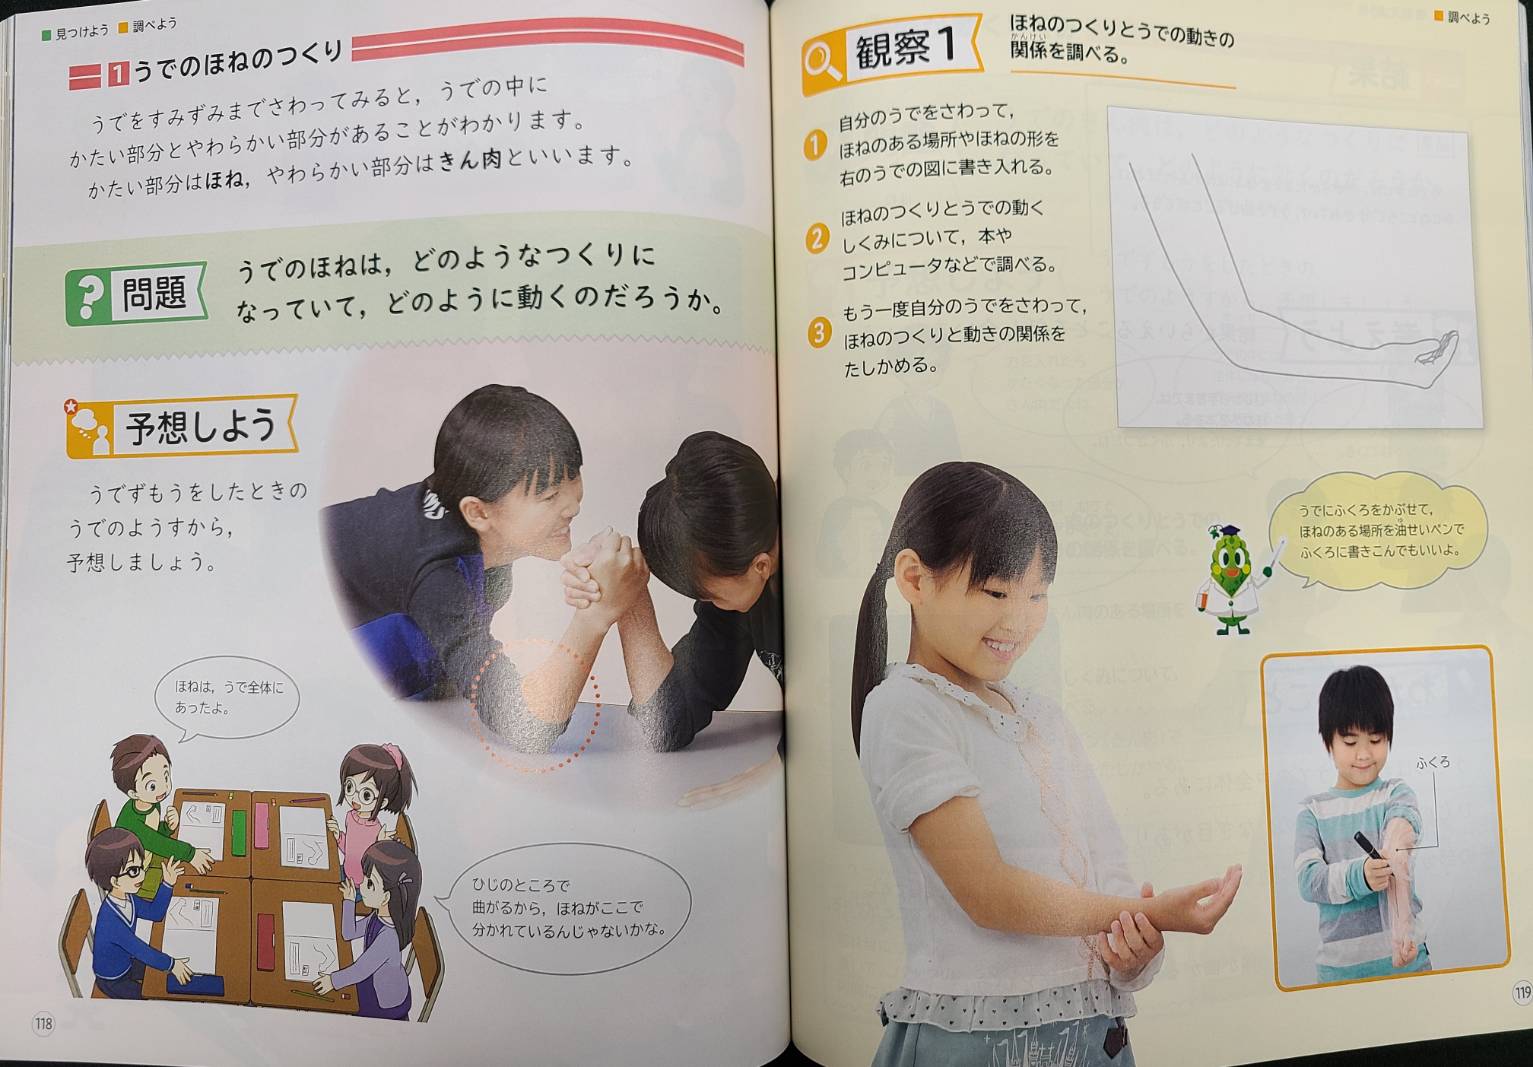 見つけよう 調べよう
1 うでのほねのつくり
うでをすみずみまでさわってみると，うでの中に
かたい部分とやわらかい部分があることがわかります。
かたい部分はほね，やわらかい部分はきん肉といいます。
? 問題
うでのほねは，どのようなつくりに
なっていて，どのように動くのだろうか。
予想しよう
うでずもうをしたときの
うでのようすから，
予想しましょう。
ほねは，うで全体に
あったよ。
ひじのところで
曲がるから，ほねがここで
分かれているんじゃないかな。
118
調べよう
観察1
ほねのつくりとうでの動きの
かんけい
関係を調べる。
1 自分のうでをさわって，
ほねのある場所やほねの形を
右のうでの図に書き入れる。
2 ほねのつくりとうでの動く
しくみについて，本や
コンピュータなどで調べる。
3 もう一度自分のうでをさわって，
ほねのつくりと動きの関係を
たしかめる。
うでにふくろをかぶせて，
ほねのある場所を油せいペンで
ふくろに書きこんでもいいよ。
ふくろ
119